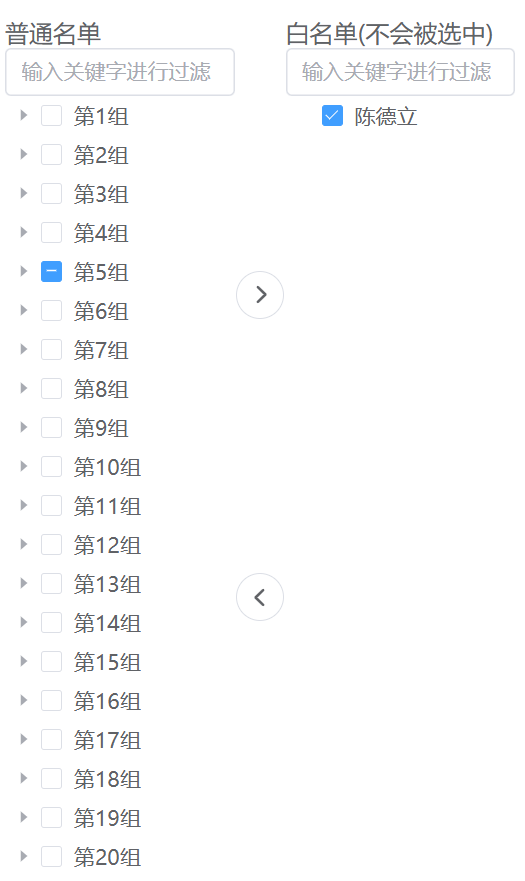 普通名单
输入关键字进行过滤
第1组
第2组
第3组
第4组
第5组
第6组
第7组
第8组
第9组
第10组
第11组
第12组
第13组
第14组
第15组
第16组
第17组
第18组
第19组
第20组
白名单(不会被选中)
输入关键字进行过滤
陈德立